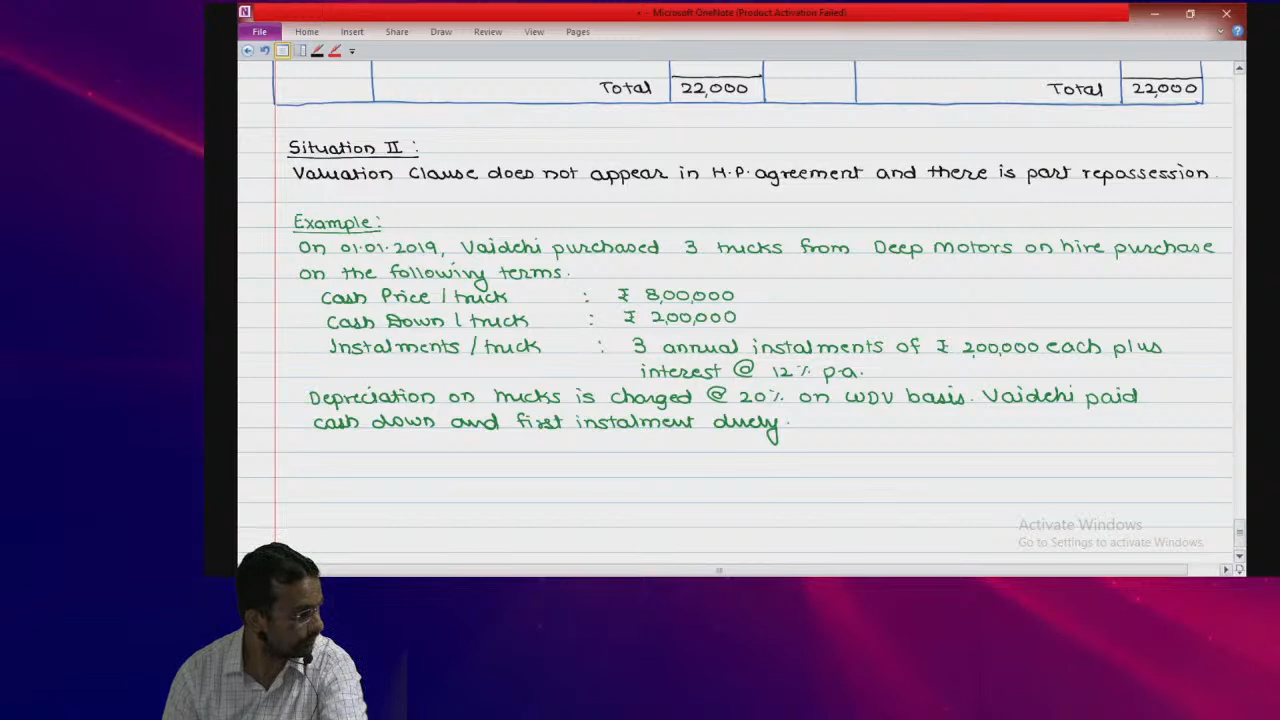 Microsoft OneNote (Product Activation Failed)
File Home Insert Share Draw Review View Pages
Total 22,000 Total 22,000
Situation II :
Valuation Clause does not appear in H.P. agreement and there is part repossession.
Example:
On 01.01.2019, Vaidehi purchased 3 trucks from Deep Motors on hire purchase
on the following terms.
Cash Price / truck : ₹ 8,00,000
Cash Down / truck : ₹ 2,00,000
Instalments / truck : 3 annual instalments of ₹ 2,00,000 each plus
interest @ 12% p.a.
Depreciation on trucks is charged @ 20% on WDV basis. Vaidehi paid
cash down and first instalment duely.
Activate Windows
Go to Settings to activate Windows.